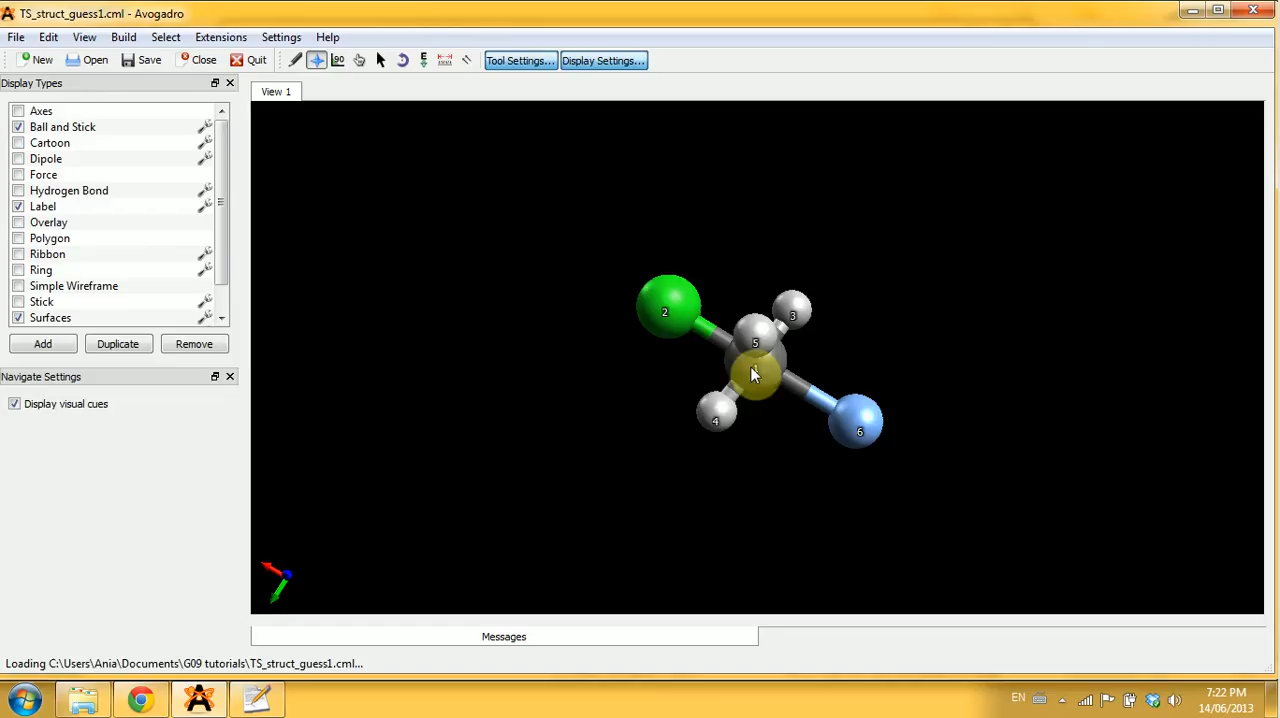 TS_struct_guess1.cml - Avogadro
File Edit View Build Select Extensions Settings Help
New Open Save Close Quit E Tool Settings... Display Settings...
Display Types
View 1
Axes
Ball and Stick
Cartoon
Dipole
Force
Hydrogen Bond
Label
Overlay
Polygon
Ribbon
Ring
Simple Wireframe
Stick
Surfaces
Add Duplicate Remove
Navigate Settings
Display visual cues
2
3
5
4
6
Messages
Loading C:\Users\Ania\Documents\G09 tutorials\TS_struct_guess1.cml...
EN
7:22 PM
14/06/2013